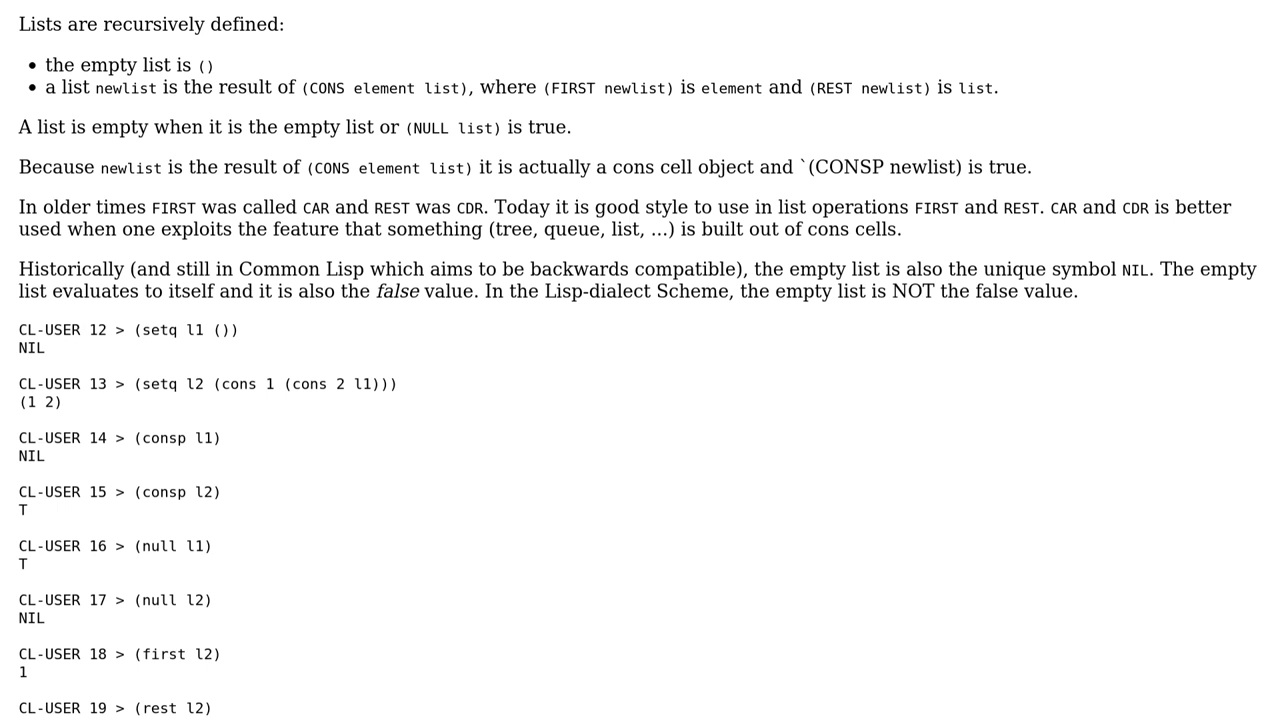 Lists are recursively defined:
• the empty list is ()
• a list newlist is the result of (CONS element list), where (FIRST newlist) is element and (REST newlist) is list.
A list is empty when it is the empty list or (NULL list) is true.
Because newlist is the result of (CONS element list) it is actually a cons cell object and `(CONSP newlist) is true.
In older times FIRST was called CAR and REST was CDR. Today it is good style to use in list operations FIRST and REST. CAR and CDR is better
used when one exploits the feature that something (tree, queue, list, ...) is built out of cons cells.
Historically (and still in Common Lisp which aims to be backwards compatible), the empty list is also the unique symbol NIL. The empty
list evaluates to itself and it is also the false value. In the Lisp-dialect Scheme, the empty list is NOT the false value.
CL-USER 12 > (setq l1 ())
NIL
CL-USER 13 > (setq l2 (cons 1 (cons 2 l1)))
(1 2)
CL-USER 14 > (consp l1)
NIL
CL-USER 15 > (consp l2)
T
CL-USER 16 > (null l1)
T
CL-USER 17 > (null l2)
NIL
CL-USER 18 > (first l2)
1
CL-USER 19 > (rest l2)